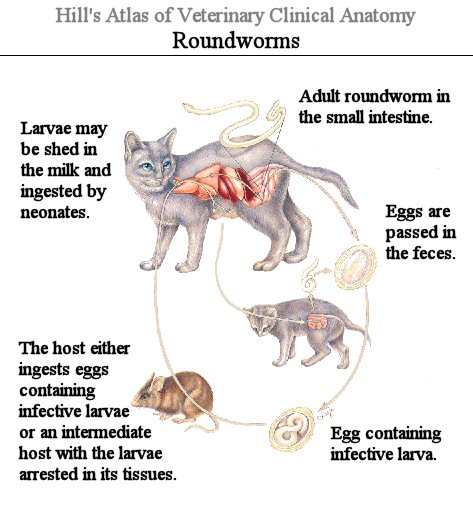 Hill's Atlas of Veterinary Clinical Anatomy
Roundworms
Adult roundworm in
the small intestine.
Larvae may
be shed in
the milk and
ingested by
neonates.
Eggs are
passed in
the feces.
The host either
ingests eggs
containing
infective larvae
or an intermediate
host with the larvae
arrested in its tissues.
Egg containing
infective larva.